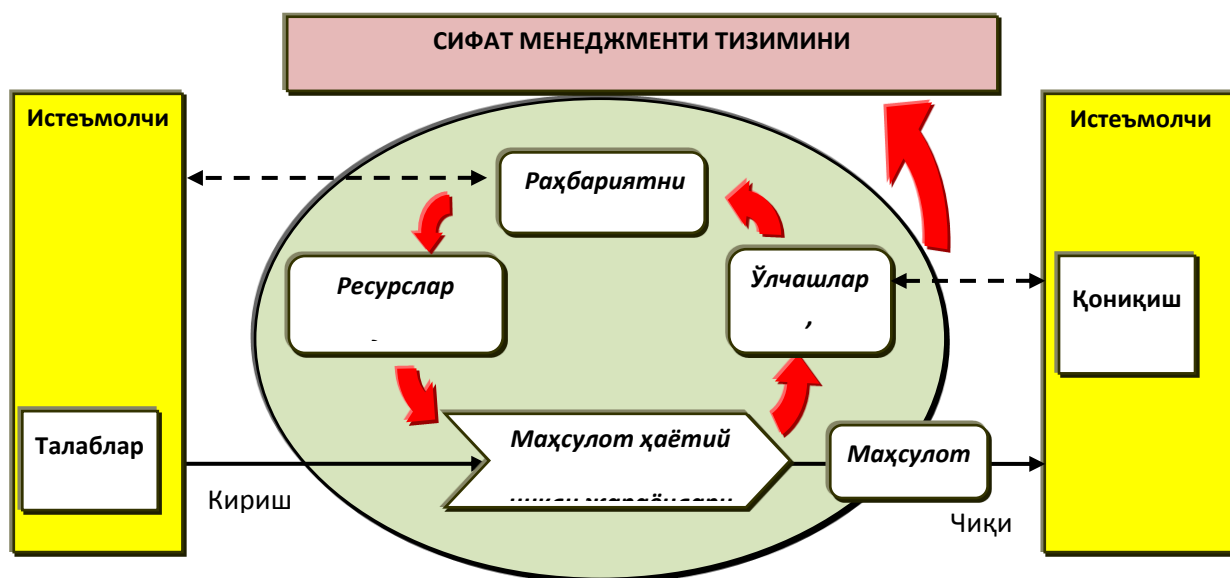 СИФАТ МЕНЕДЖМЕНТИ ТИЗИМИНИ
Истеъмолчи
Истеъмолчи
Раҳбариятни
Ресурслар
Ўлчашлар
,
Қониқиш
Талаблар
Маҳсулот ҳаётий
Маҳсулот
Кириш
Чиқи